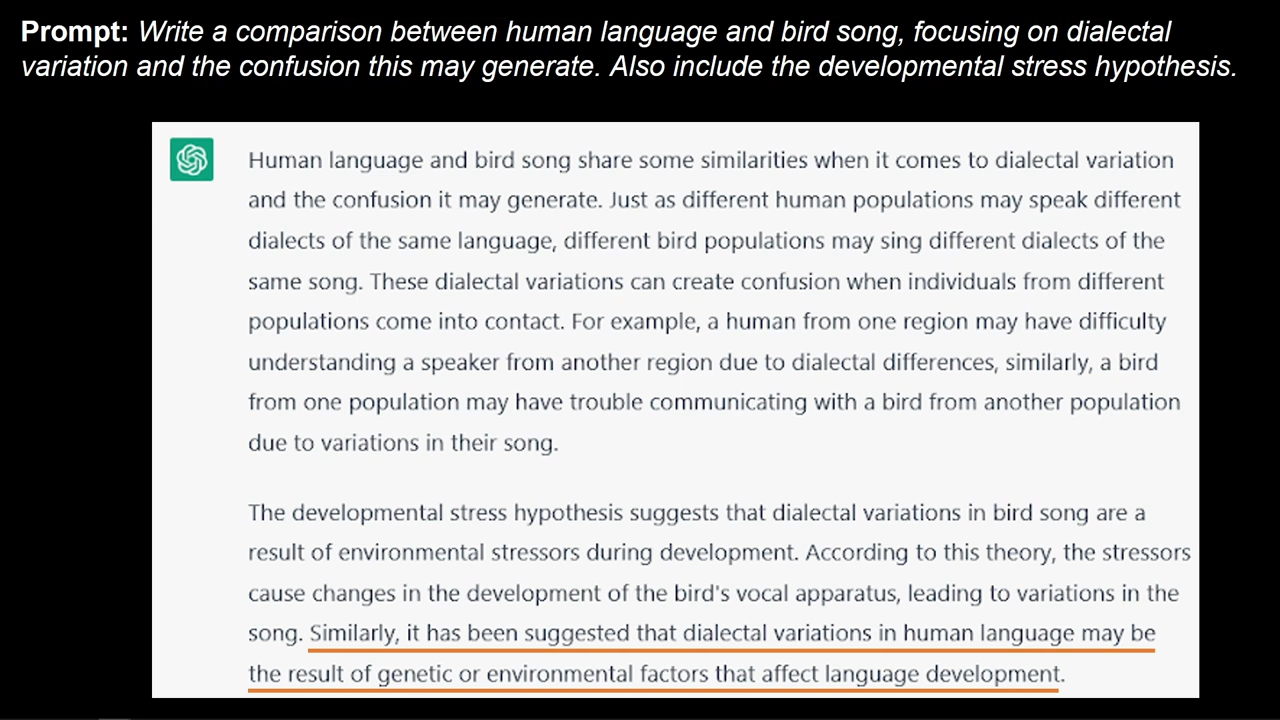 Prompt: Write a comparison between human language and bird song, focusing on dialectal
variation and the confusion this may generate. Also include the developmental stress hypothesis.
Human language and bird song share some similarities when it comes to dialectal variation
and the confusion it may generate. Just as different human populations may speak different
dialects of the same language, different bird populations may sing different dialects of the
same song. These dialectal variations can create confusion when individuals from different
populations come into contact. For example, a human from one region may have difficulty
understanding a speaker from another region due to dialectal differences, similarly, a bird
from one population may have trouble communicating with a bird from another population
due to variations in their song.
The developmental stress hypothesis suggests that dialectal variations in bird song are a
result of environmental stressors during development. According to this theory, the stressors
cause changes in the development of the bird's vocal apparatus, leading to variations in the
song. Similarly, it has been suggested that dialectal variations in human language may be
the result of genetic or environmental factors that affect language development.